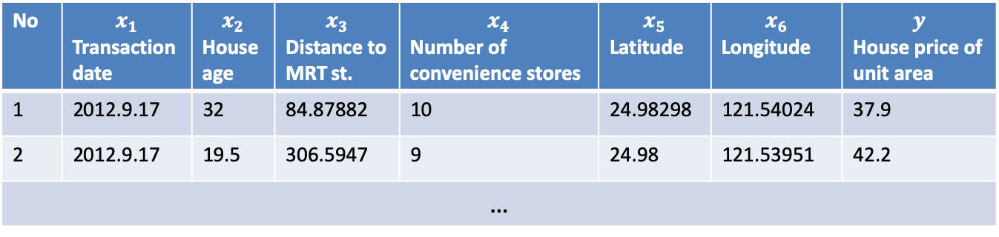 No x₁ x₂ x₃ x₄ x₅ x₆ y
Transaction House Distance to Number of Latitude Longitude House price of
date age MRT st. convenience stores unit area
1 2012.9.17 32 84.87882 10 24.98298 121.54024 37.9
2 2012.9.17 19.5 306.5947 9 24.98 121.53951 42.2
...